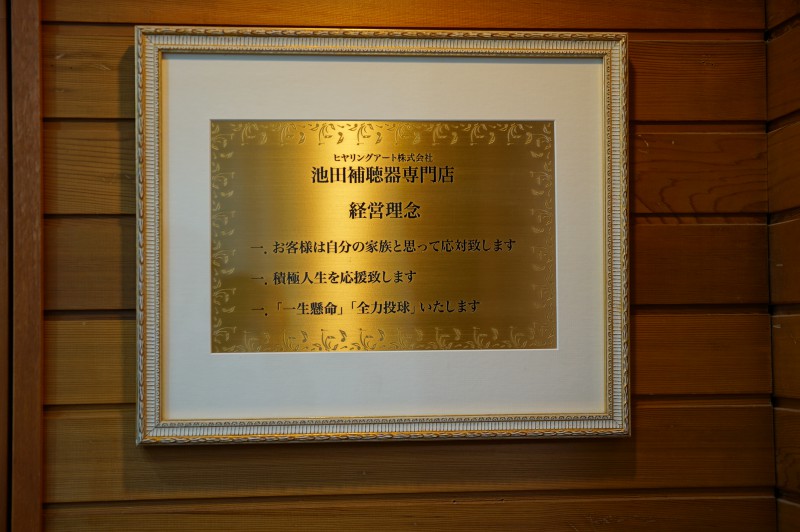 ヒヤリングアート株式会社
池田補聴器専門店
経営理念
一. お客様は自分の家族と思って応対致します
一. 積極人生を応援致します
一. 「一生懸命」「全力投球」いたします